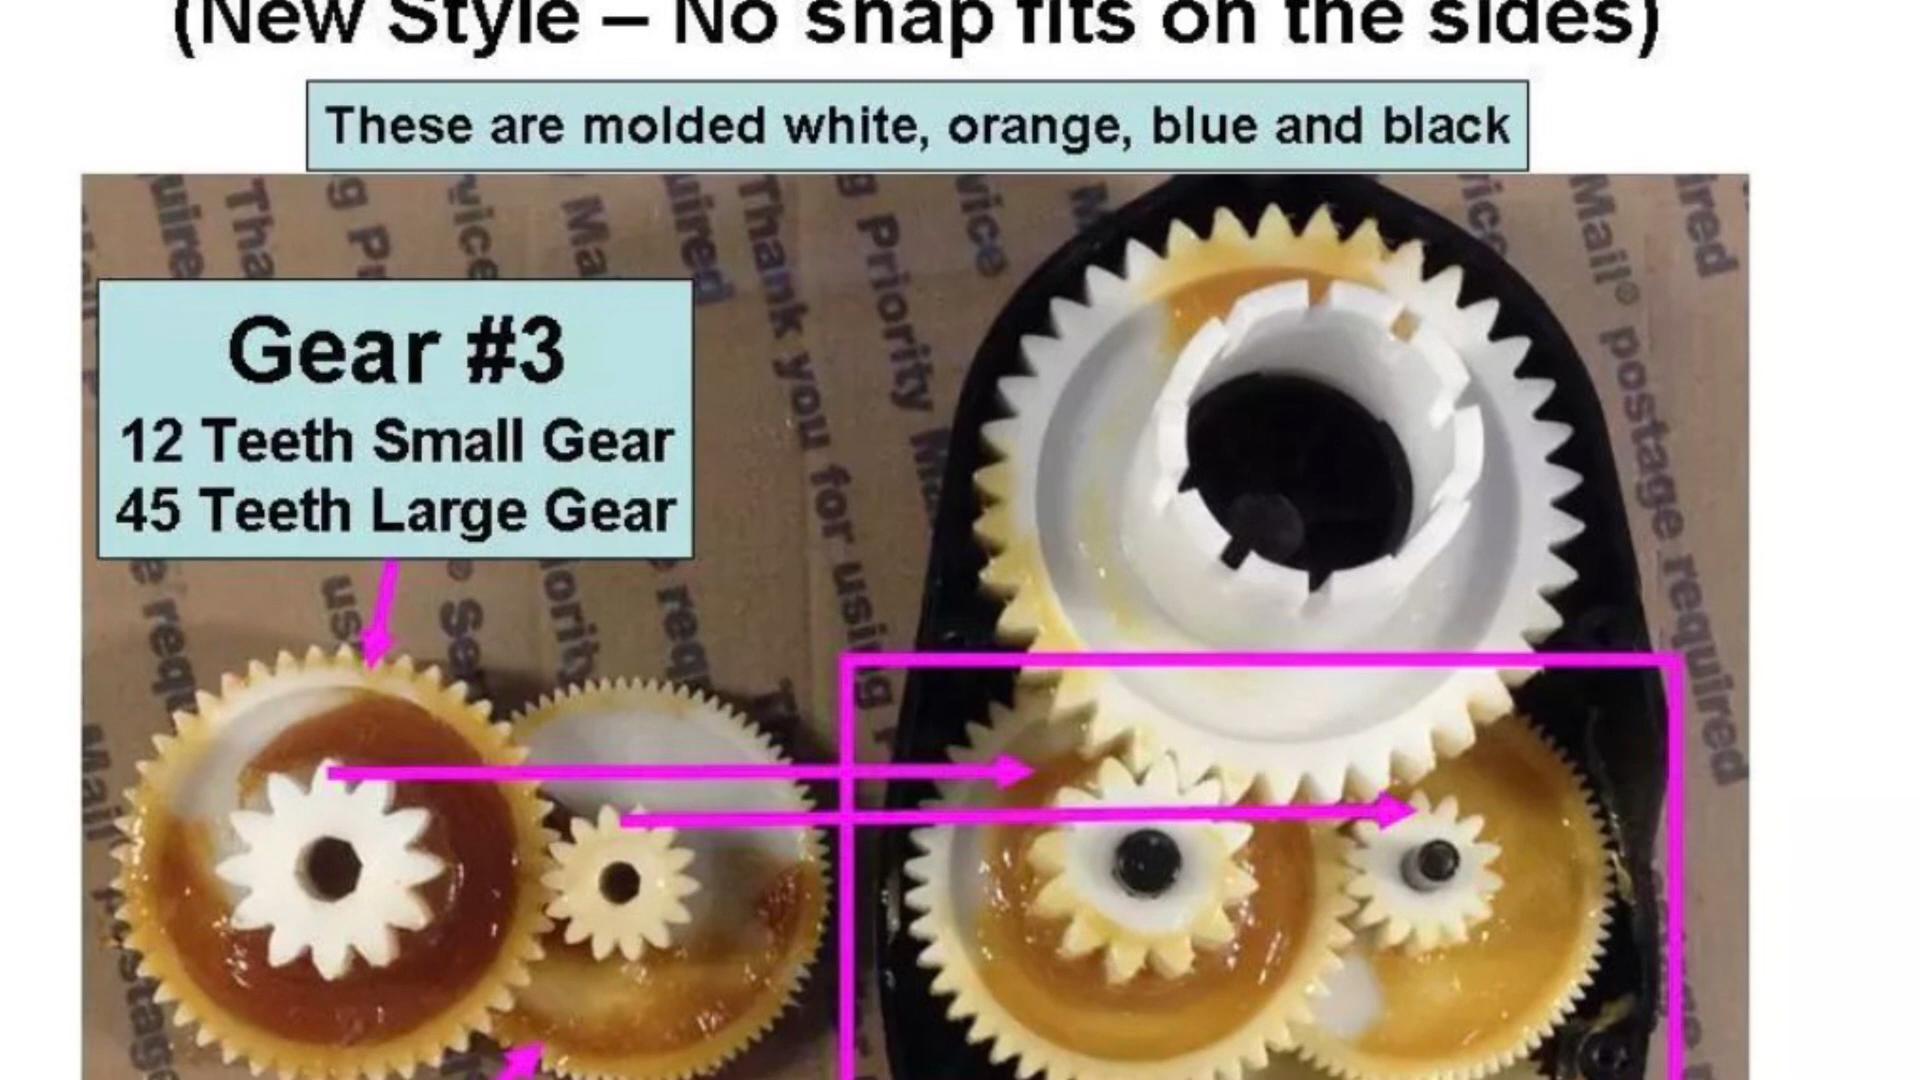 (New Style – No snap fits on the sides)
These are molded white, orange, blue and black
Gear #3
12 Teeth Small Gear
45 Teeth Large Gear
Thank you for using
Priority
Mail® postage required
vice